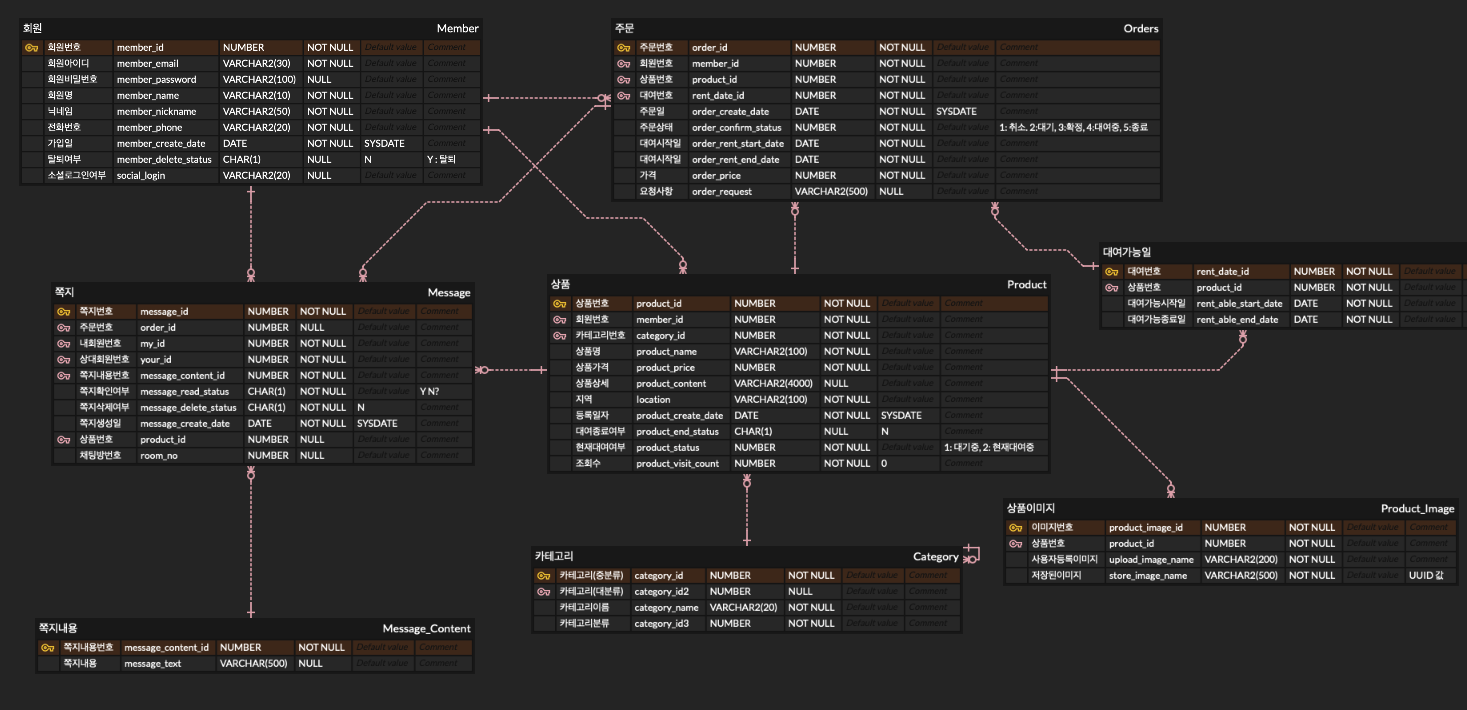 회원 Member
회원번호 member_id NUMBER NOT NULL Default value Comment
회원아이디 member_email VARCHAR2(30) NOT NULL Default value Comment
회원비밀번호 member_password VARCHAR2(100) NULL Default value Comment
회원명 member_name VARCHAR2(10) NOT NULL Default value Comment
닉네임 member_nickname VARCHAR2(50) NOT NULL Default value Comment
전화번호 member_phone VARCHAR2(20) NOT NULL Default value Comment
가입일 member_create_date DATE NOT NULL SYSDATE Comment
탈퇴여부 member_delete_status CHAR(1) NULL N Y : 탈퇴
소셜로그인여부 social_login VARCHAR2(20) NULL Default value Comment
주문 Orders
주문번호 order_id NUMBER NOT NULL Default value Comment
회원번호 member_id NUMBER NOT NULL Default value Comment
상품번호 product_id NUMBER NOT NULL Default value Comment
대여번호 rent_date_id NUMBER NOT NULL Default value Comment
주문일 order_create_date DATE NOT NULL SYSDATE Comment
주문상태 order_confirm_status NUMBER NOT NULL Default value 1: 취소, 2:대기, 3:확정, 4:대여중, 5:종료
대여시작일 order_rent_start_date DATE NOT NULL Default value Comment
대여시작일 order_rent_end_date DATE NOT NULL Default value Comment
가격 order_price NUMBER NOT NULL Default value Comment
요청사항 order_request VARCHAR2(500) NULL Default value Comment
대여가능일
대여번호 rent_date_id NUMBER NOT NULL Default value
상품번호 product_id NUMBER NOT NULL Default value
대여가능시작일 rent_able_start_date DATE NOT NULL Default value
대여가능종료일 rent_able_end_date DATE NOT NULL Default value
쪽지 Message
쪽지번호 message_id NUMBER NOT NULL Default value Comment
주문번호 order_id NUMBER NULL Default value Comment
내회원번호 my_id NUMBER NOT NULL Default value Comment
상대회원번호 your_id NUMBER NOT NULL Default value Comment
쪽지내용번호 message_content_id NUMBER NOT NULL Default value Comment
쪽지확인여부 message_read_status CHAR(1) NOT NULL Default value Y N?
쪽지삭제여부 message_delete_status CHAR(1) NOT NULL N Comment
쪽지생성일 message_create_date DATE NOT NULL SYSDATE Comment
상품번호 product_id NUMBER NULL Default value Comment
채팅방번호 room_no NUMBER NULL Default value Comment
상품 Product
상품번호 product_id NUMBER NOT NULL Default value Comment
회원번호 member_id NUMBER NOT NULL Default value Comment
카테고리번호 category_id NUMBER NOT NULL Default value Comment
상품명 product_name VARCHAR2(100) NOT NULL Default value Comment
상품가격 product_price NUMBER NOT NULL Default value Comment
상품상세 product_content VARCHAR2(4000) NULL Default value Comment
지역 location VARCHAR2(100) NOT NULL Default value Comment
등록일자 product_create_date DATE NOT NULL SYSDATE Comment
대여종료여부 product_end_status CHAR(1) NULL N Comment
현재대여여부 product_status NUMBER NOT NULL Default value 1: 대기중, 2: 현재대여중
조회수 product_visit_count NUMBER NOT NULL 0 Comment
상품이미지 Product_Image
이미지번호 product_image_id NUMBER NOT NULL Default value Comment
상품번호 product_id NUMBER NOT NULL Default value Comment
사용자등록이미지 upload_image_name VARCHAR2(200) NOT NULL Default value Comment
저장된이미지 store_image_name VARCHAR2(500) NOT NULL Default value UUID 값
카테고리 Category
카테고리(중분류) category_id NUMBER NOT NULL Default value Comment
카테고리(대분류) category_id2 NUMBER NULL Default value Comment
카테고리이름 category_name VARCHAR2(20) NOT NULL Default value Comment
카테고리분류 category_id3 NUMBER NOT NULL Default value Comment
쪽지내용 Message_Content
쪽지내용번호 message_content_id NUMBER NOT NULL Default value Comment
쪽지내용 message_text VARCHAR(500) NULL Default value Comment